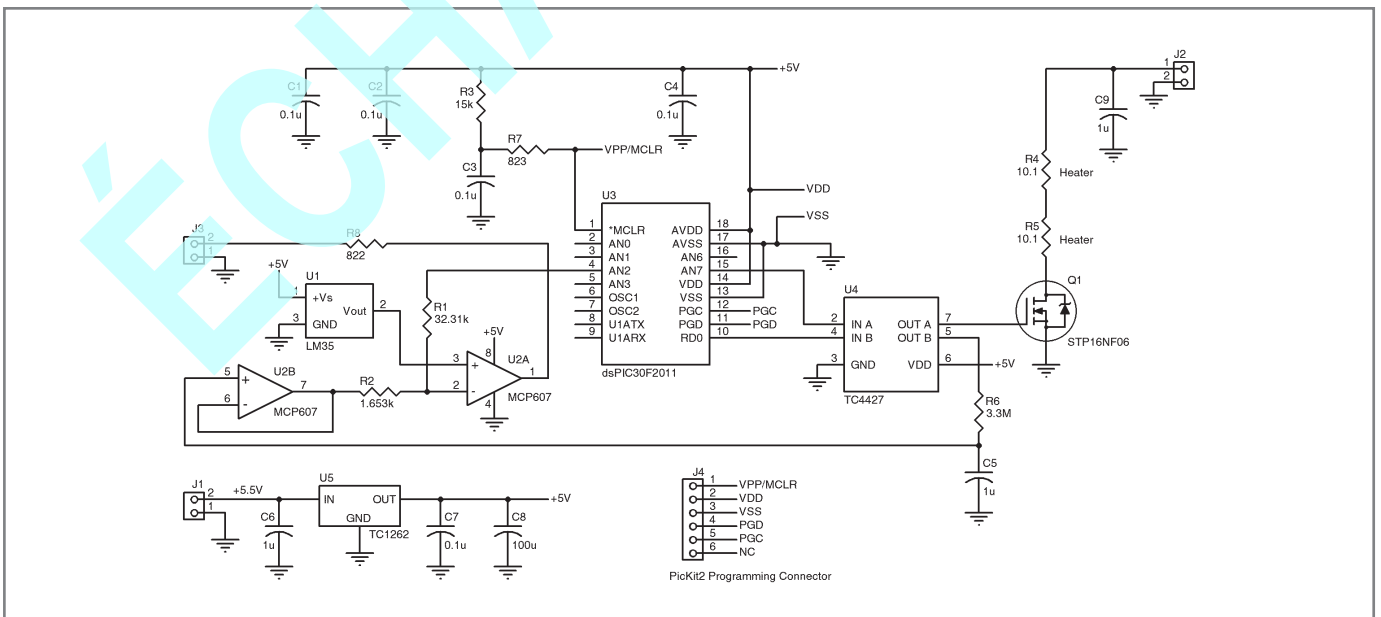 ÉCHA
+5V
C1
0.1u
C2
0.1u
R3
15k
C4
0.1u
R7
823
VPP/MCLR
C3
0.1u
J2
1
2
C9
1u
R4
10.1
Heater
R5
10.1
Heater
Q1
STP16NF06
VDD
VSS
U3
1 *MCLR AVDD 18
2 AN0 AVSS 17
3 AN1 AN6 16
4 AN2 AN7 15
5 AN3 VDD 14
6 OSC1 VSS 13
7 OSC2 PGC 12 PGC
8 U1ATX PGD 11 PGD
9 U1ARX RD0 10
dsPIC30F2011
J3
2
1
R8
822
+5V
U1
1 +Vs
Vout 2
3 GND
LM35
R1
32.31k
+5V
8
U2A
3 +
1
2 -
4
MCP607
U2B
5 +
7
6 -
MCP607
R2
1.653k
U4
2 IN A OUT A 7
4 IN B OUT B 5
3 GND VDD 6 +5V
TC4427
R6
3.3M
C5
1u
J1
2
1
+5.5V
U5
IN OUT
GND
TC1262
+5V
C6
1u
C7
0.1u
C8
100u
J4
1 VPP/MCLR
2 VDD
3 VSS
4 PGD
5 PGC
6 NC
PicKit2 Programming Connector